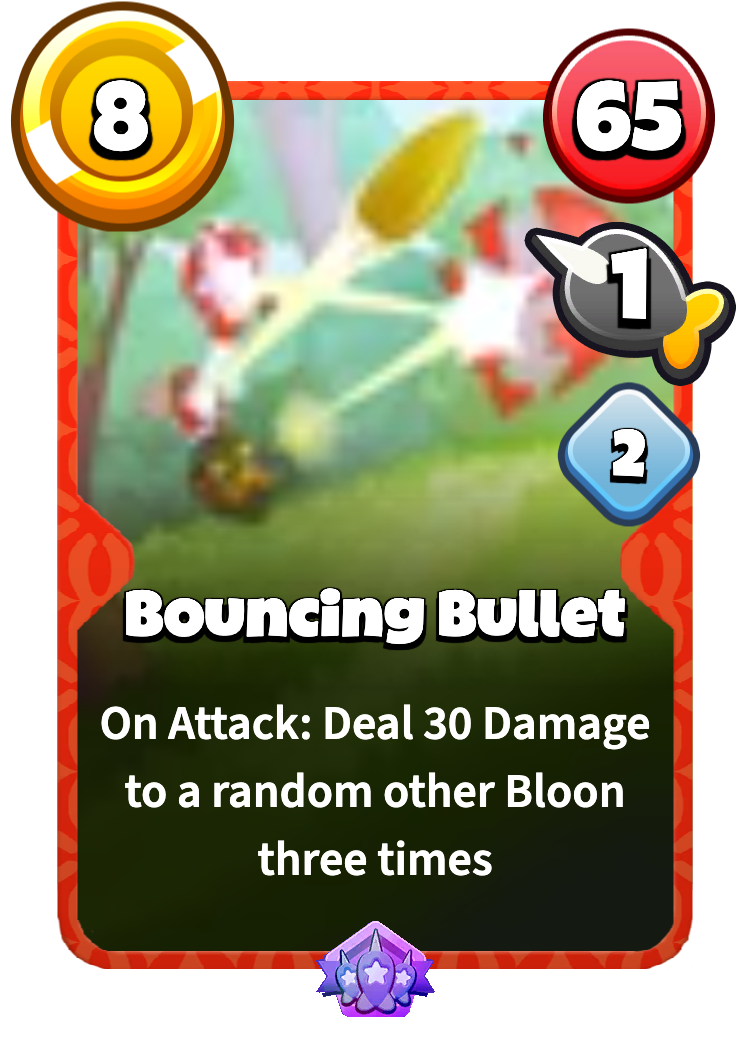 8
65
1
2
Bouncing Bullet
On Attack: Deal 30 Damage
to a random other Bloon
three times